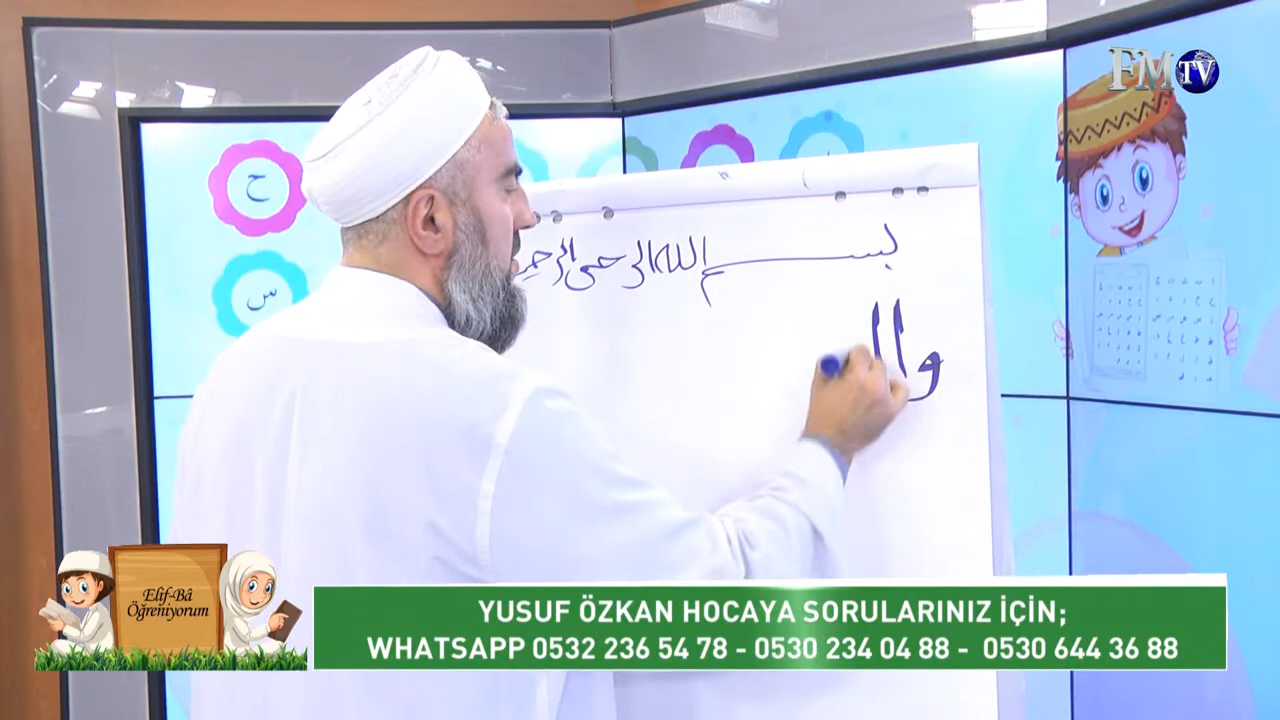 FM TV
ح
س
بسم الله الرحمن الرحيم
وال
Elif-Bâ
Öğreniyorum
YUSUF ÖZKAN HOCAYA SORULARINIZ İÇİN;
WHATSAPP 0532 236 54 78 - 0530 234 04 88 - 0530 644 36 88